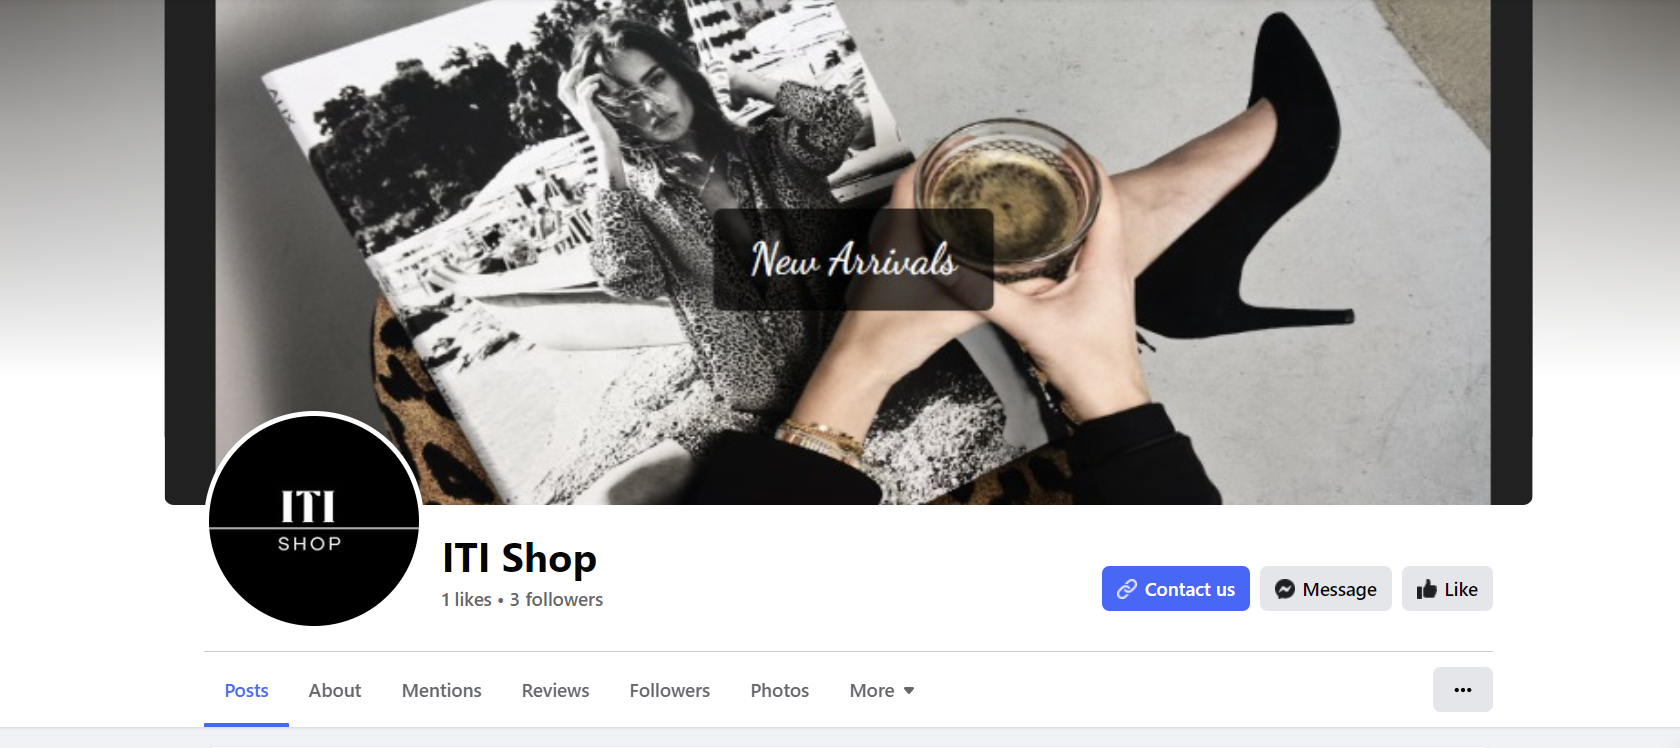 New Arrivals
ITI
SHOP
ITI Shop
1 likes • 3 followers
Contact us
Message
Like
Posts
About
Mentions
Reviews
Followers
Photos
More